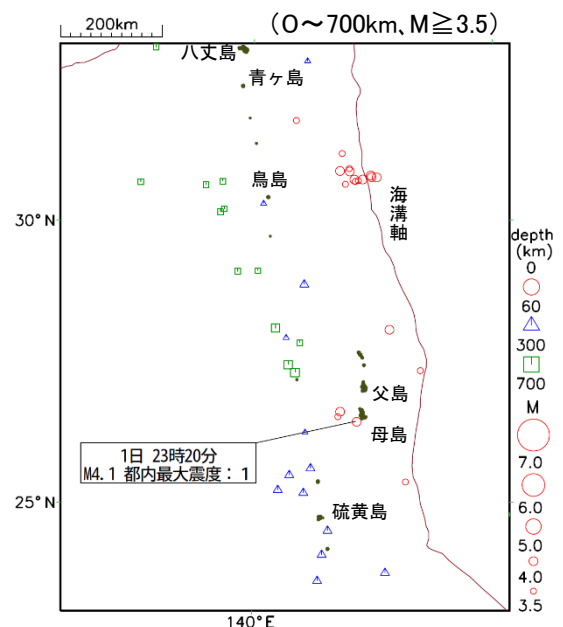 200km
(0～700km、M≧3.5)
八丈島
青ヶ島
鳥島
30°N
海溝軸
depth
(km)
0
60
300
700
M
7.0
6.0
5.0
4.0
3.5
父島
母島
1日 23時20分
M4.1 都内最大震度：1
25°N
硫黄島
140°E